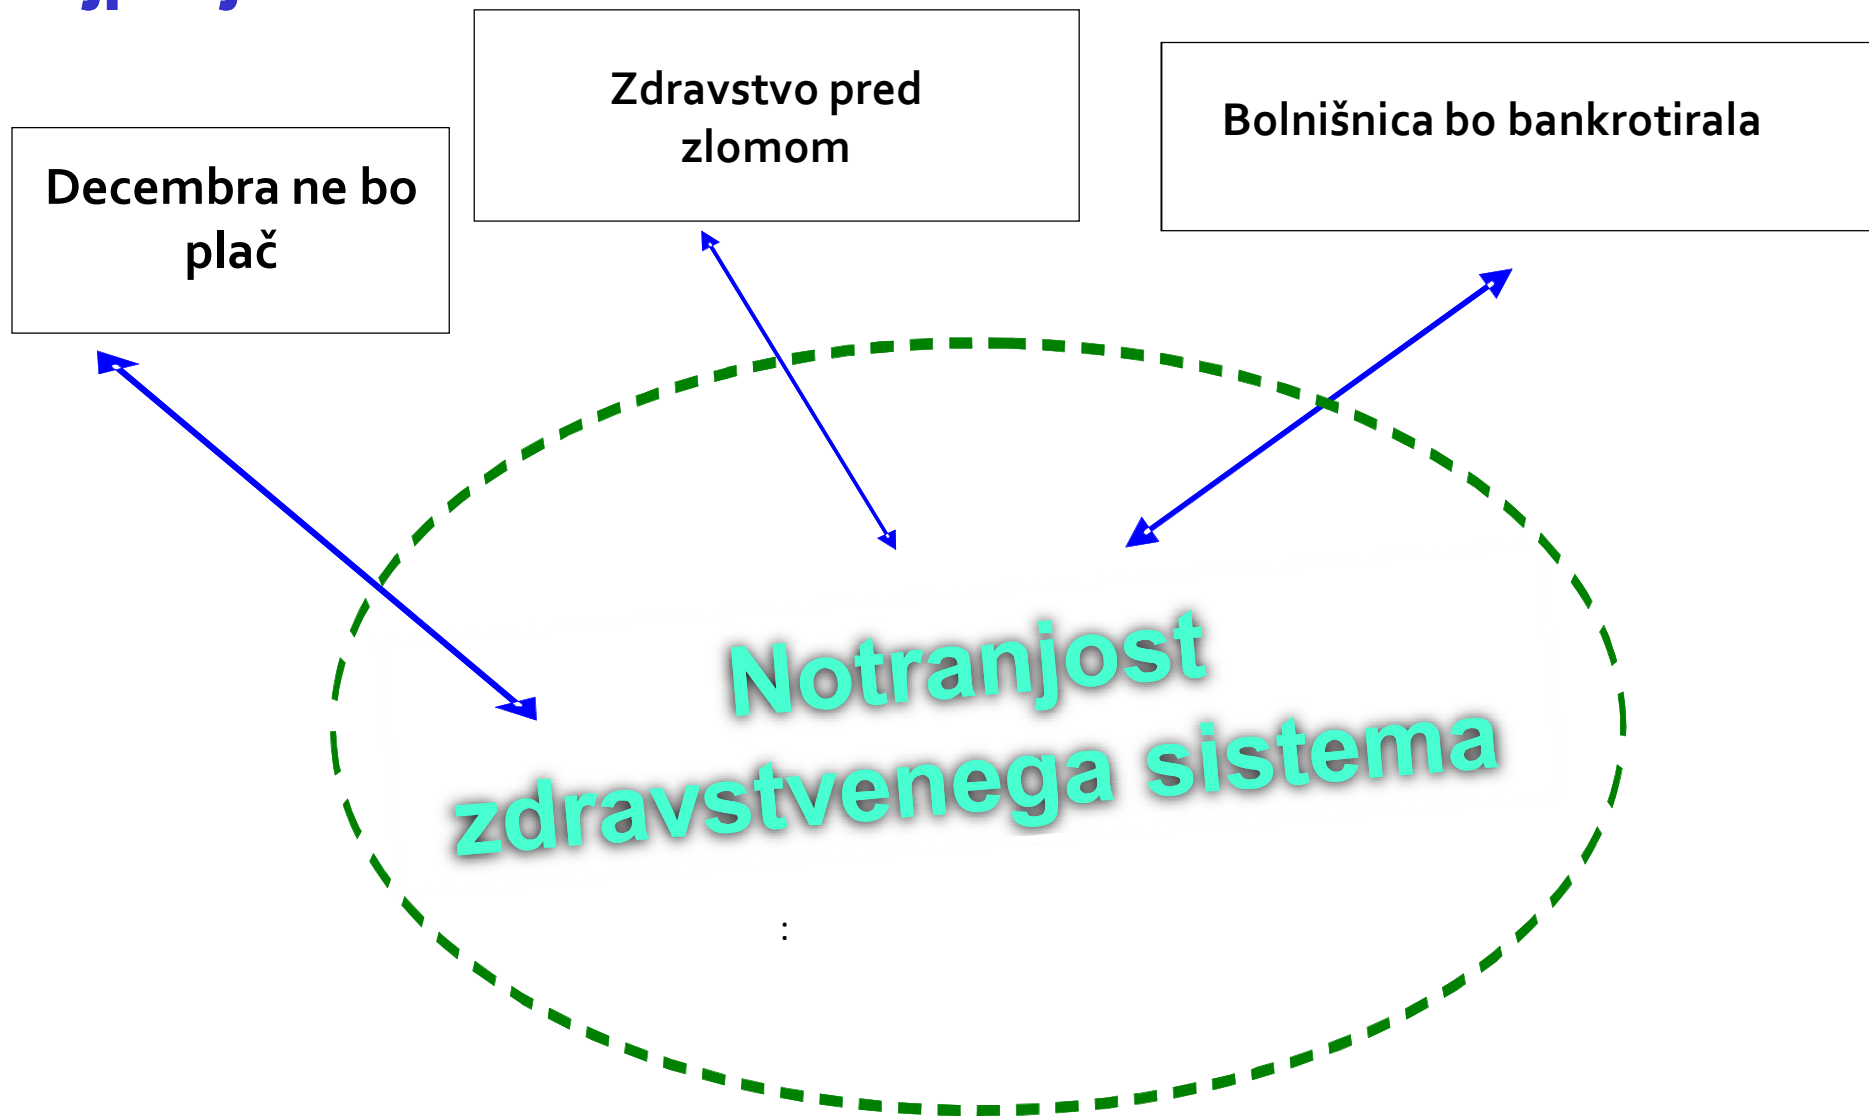 Zdravstvo pred
zlomom
Bolnišnica bo bankrotirala
Decembra ne bo
plač
Notranjost
zdravstvenega sistema
: